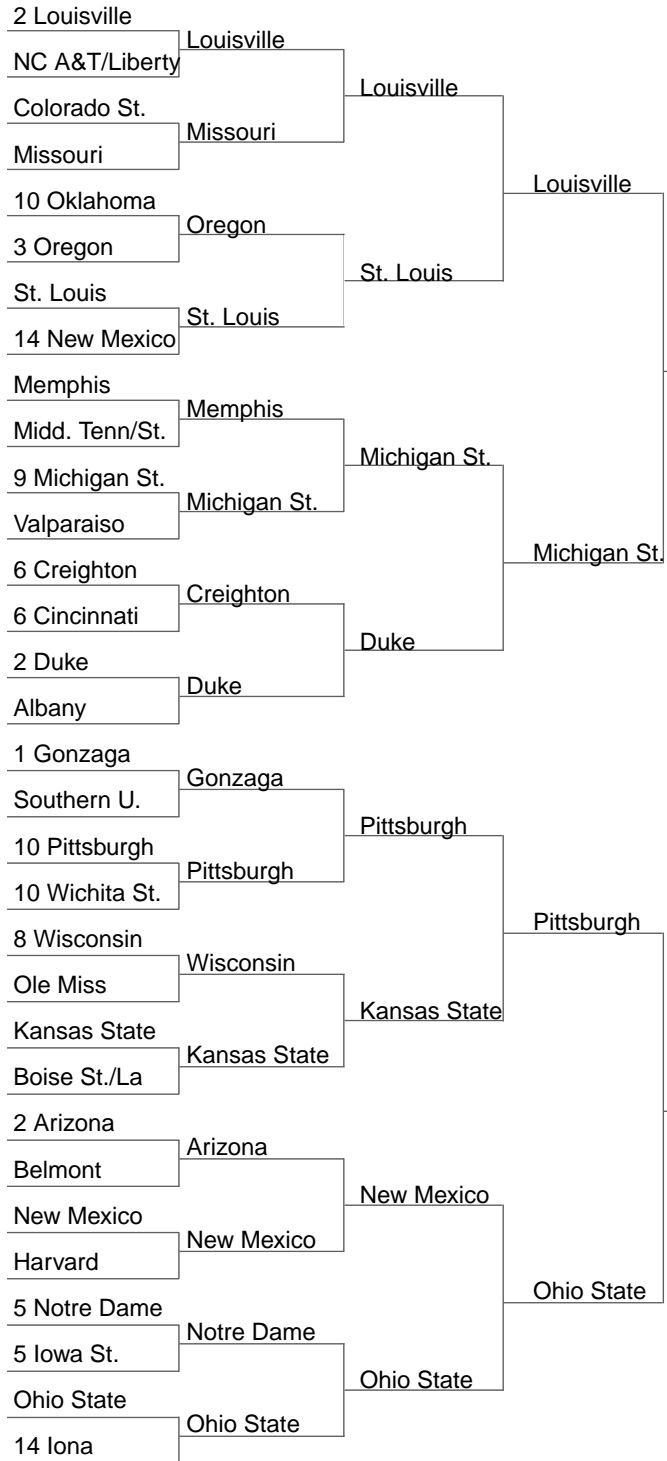 2 Louisville
Louisville
NC A&T/Liberty
Louisville
Colorado St.
Missouri
Missouri
Louisville
10 Oklahoma
Oregon
3 Oregon
St. Louis
St. Louis
St. Louis
14 New Mexico
Memphis
Memphis
Midd. Tenn/St.
Michigan St.
9 Michigan St.
Michigan St.
Valparaiso
Michigan St.
6 Creighton
Creighton
6 Cincinnati
Duke
2 Duke
Duke
Albany
1 Gonzaga
Gonzaga
Southern U.
Pittsburgh
10 Pittsburgh
Pittsburgh
10 Wichita St.
Pittsburgh
8 Wisconsin
Wisconsin
Ole Miss
Kansas State
Kansas State
Kansas State
Boise St./La
2 Arizona
Arizona
Belmont
New Mexico
New Mexico
New Mexico
Harvard
Ohio State
5 Notre Dame
Notre Dame
5 Iowa St.
Ohio State
Ohio State
Ohio State
14 Iona